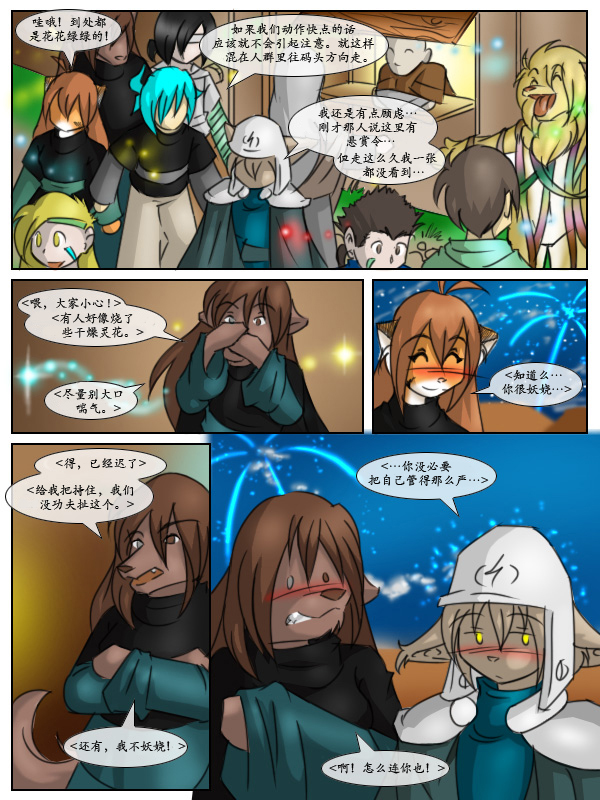 哇哦！到处都
是花花绿绿的！
如果我们动作快点的话
应该就不会引起注意。就这样
混在人群里往码头方向走。
我还是有点顾虑…
刚才那人说这里有
悬赏令…
但走这么久我一张
都没看到…
<喂，大家小心！>
<有人好像烧了
些干燥灵花。>
<尽量别大口
喘气。>
<知道么…
你很妖娆…>
<得，已经迟了>
<给我把持住，我们
没功夫扯这个。>
<还有，我不妖娆！>
<…你没必要
把自己管得那么严…>
<啊！怎么连你也！>